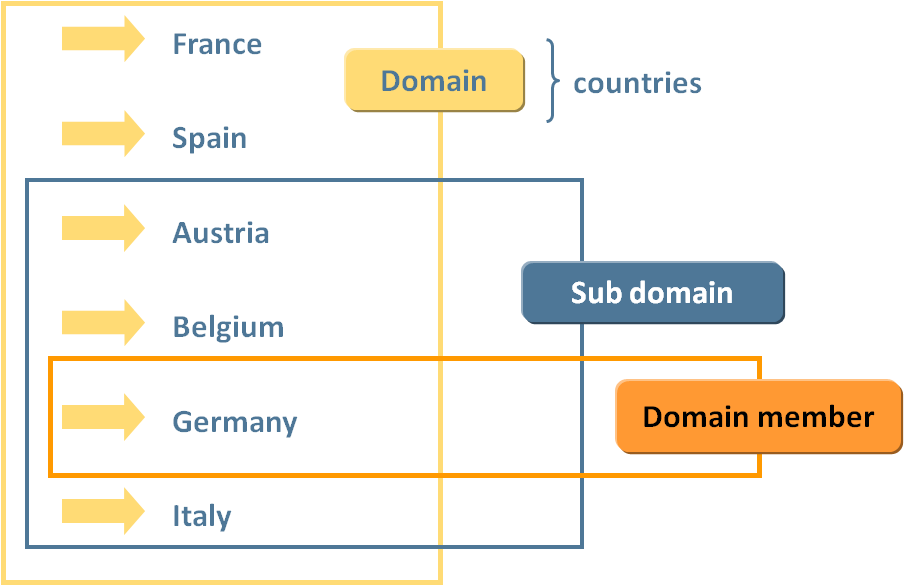 France
Domain
countries
Spain
Austria
Sub domain
Belgium
Domain member
Germany
Italy